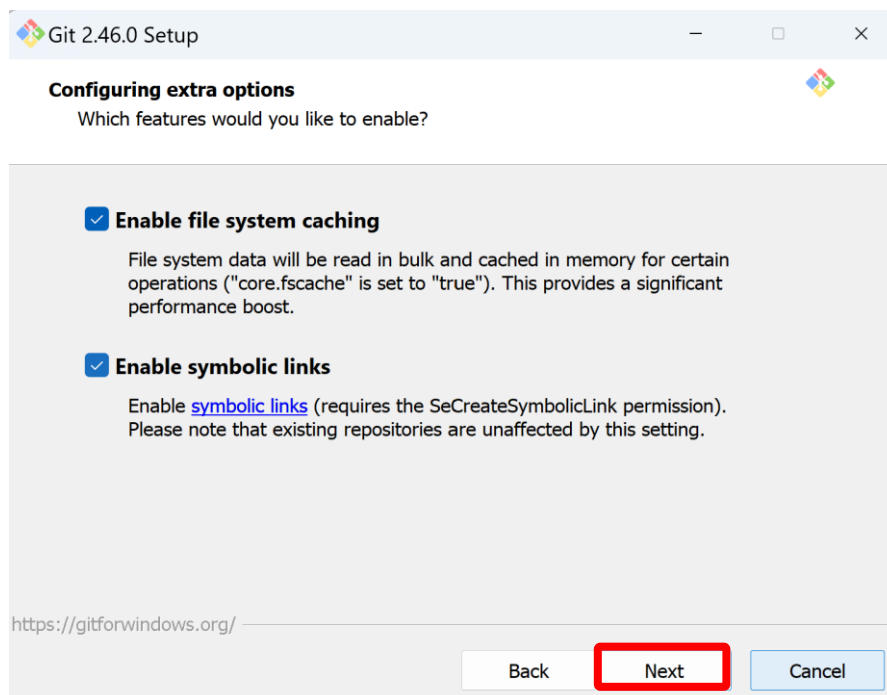 Git 2.46.0 Setup
Configuring extra options
Which features would you like to enable?
Enable file system caching
File system data will be read in bulk and cached in memory for certain
operations ("core.fscache" is set to "true"). This provides a significant
performance boost.
Enable symbolic links
Enable symbolic links (requires the SeCreateSymbolicLink permission).
Please note that existing repositories are unaffected by this setting.
https://gitforwindows.org/
Back Next Cancel